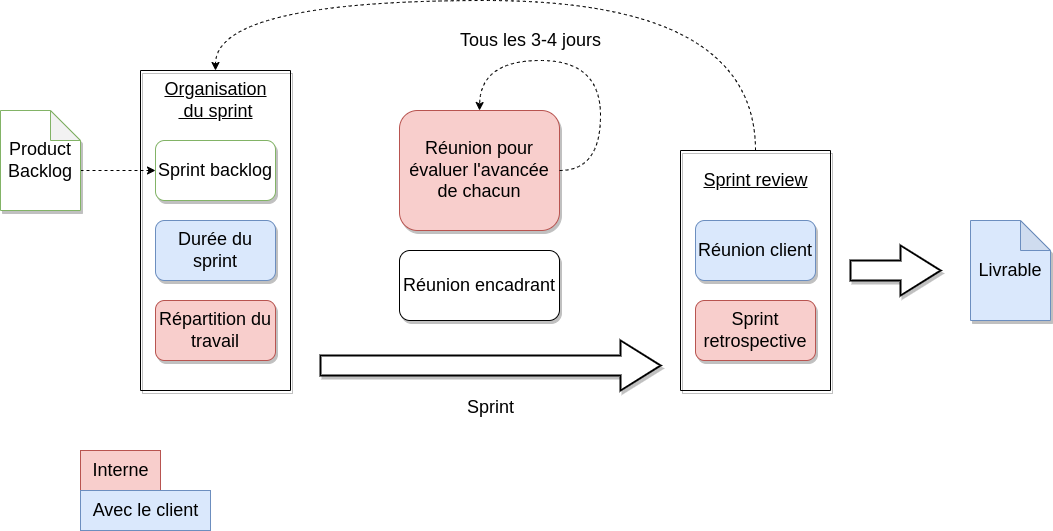 Tous les 3-4 jours
Organisation
du sprint
Product
Backlog
Sprint backlog
Durée du
sprint
Répartition du
travail
Réunion pour
évaluer l'avancée
de chacun
Réunion encadrant
Sprint
Sprint review
Réunion client
Sprint
retrospective
Livrable
Interne
Avec le client